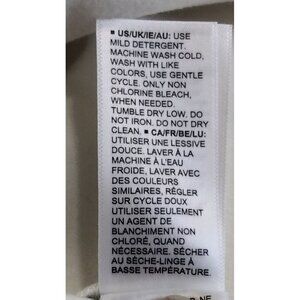 ▪ US/UK/IE/AU: USE
MILD DETERGENT.
MACHINE WASH COLD,
WASH WITH LIKE
COLORS, USE GENTLE
CYCLE. ONLY NON
CHLORINE BLEACH,
WHEN NEEDED.
TUMBLE DRY LOW. DO
NOT IRON. DO NOT DRY
CLEAN. ▪ CA/FR/BE/LU:
UTILISER UNE LESSIVE
DOUCE. LAVER À LA
MACHINE À L'EAU
FROIDE, LAVER AVEC
DES COULEURS
SIMILAIRES, RÉGLER
SUR CYCLE DOUX
UTILISER SEULEMENT
UN AGENT DE
BLANCHIMENT NON
CHLORÉ, QUAND
NÉCESSAIRE. SÉCHER
AU SÈCHE-LINGE À
BASSE TEMPÉRATURE.